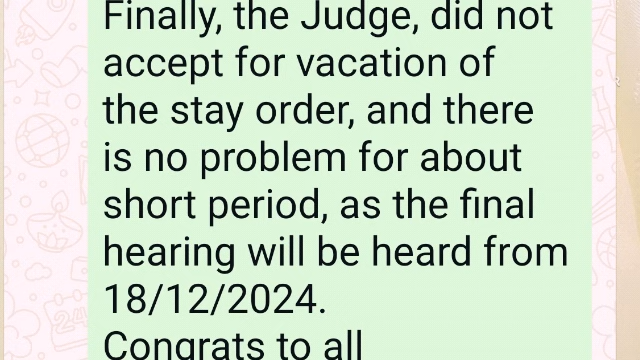 Finally, the Judge, did not
accept for vacation of
the stay order, and there
is no problem for about
short period, as the final
hearing will be heard from
18/12/2024.
Congrats to all